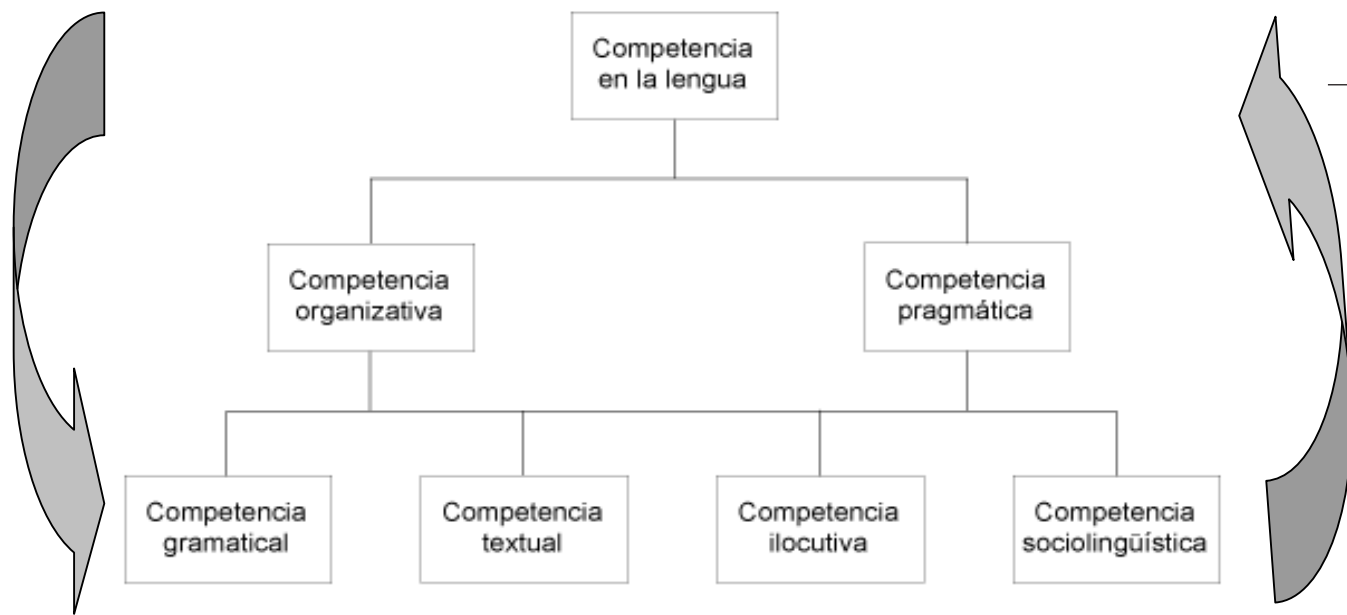 Competencia
en la lengua
Competencia
organizativa
Competencia
pragmática
Competencia
gramatical
Competencia
textual
Competencia
ilocutiva
Competencia
sociolingüística